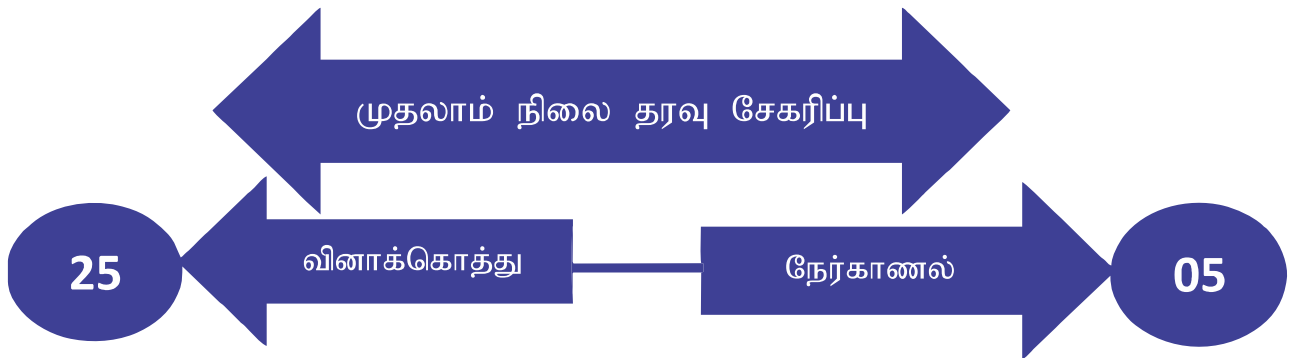 முதலாம் நிலை தரவு சேகரிப்பு
25
வினாக்கொத்து
நேர்காணல்
05